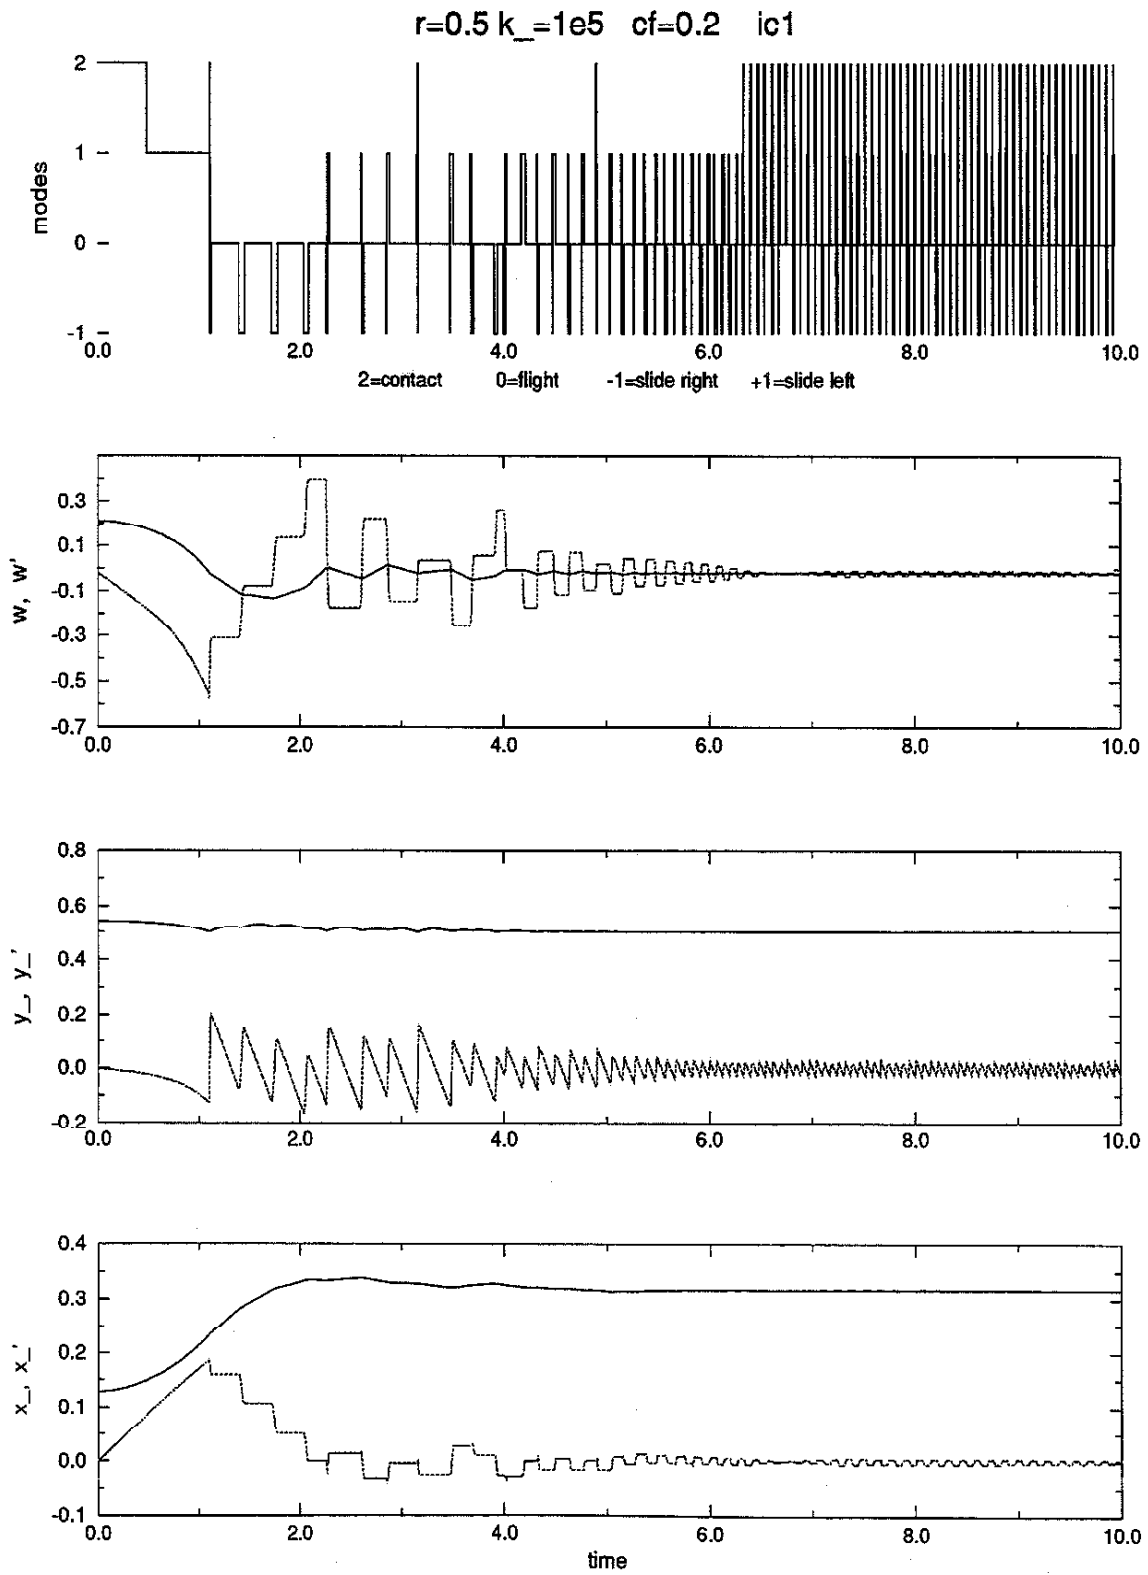 r=0.5 k_=1e5 cf=0.2 ic1
2
1
0
-1
modes
0.0 2.0 4.0 6.0 8.0 10.0
2=contact 0=flight -1=slide right +1=slide left
0.3
0.1
-0.1
-0.3
-0.5
-0.7
w, w'
0.0 2.0 4.0 6.0 8.0 10.0
0.8
0.6
0.4
0.2
0.0
-0.2
y_, y_'
0.0 2.0 4.0 6.0 8.0 10.0
0.4
0.3
0.2
0.1
0.0
-0.1
x_, x_'
0.0 2.0 4.0 6.0 8.0 10.0
time